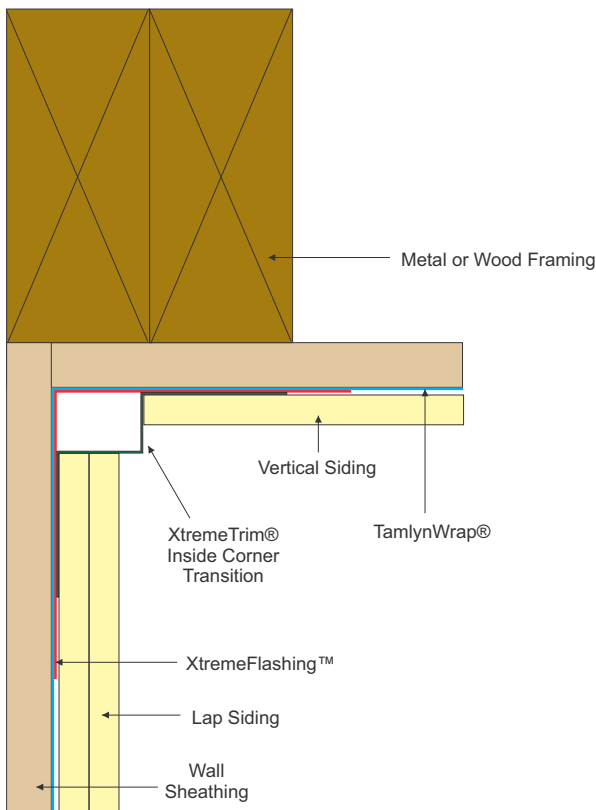 Metal or Wood Framing
Vertical Siding
XtremeTrim®
Inside Corner
Transition
TamlynWrap®
XtremeFlashing™
Lap Siding
Wall
Sheathing